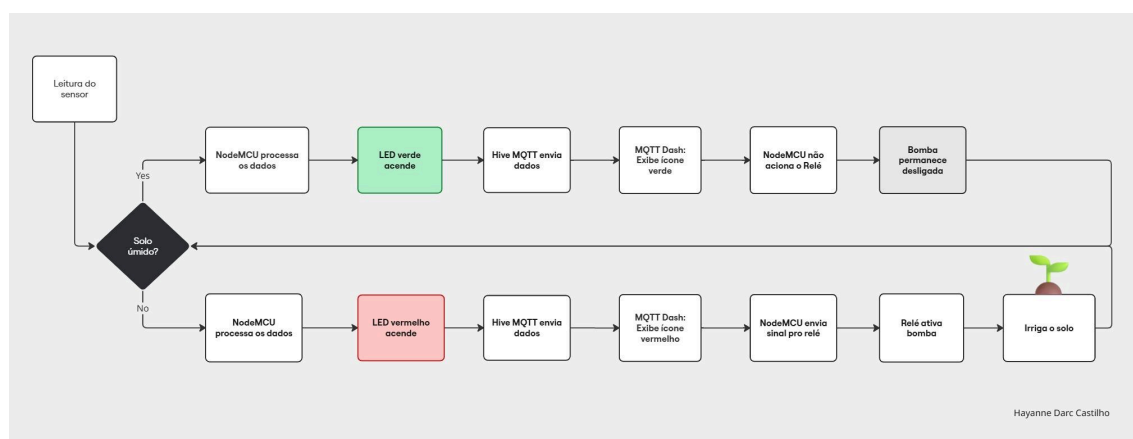 Leitura do
sensor
NodeMCU processa
os dados
LED verde
acende
Hive MQTT envia
dados
MQTT Dash:
Exibe ícone
verde
NodeMCU não
aciona o Relé
Bomba
permanece
desligada
Yes
Solo
úmido?
No
NodeMCU
processa os dados
LED vermelho
acende
Hive MQTT envia
dados
MQTT Dash:
Exibe ícone
vermelho
NodeMCU envia
sinal pro relé
Relé ativa
bomba
Irriga o solo
Hayanne Darc Castilho